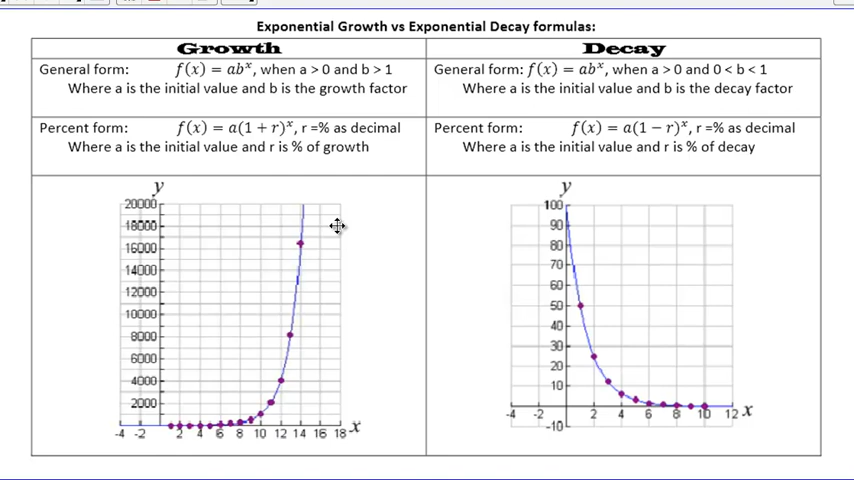 Exponential Growth vs Exponential Decay formulas:
Growth
General form: f(x) = ab^x, when a > 0 and b > 1
Where a is the initial value and b is the growth factor
Percent form: f(x) = a(1 + r)^x, r =% as decimal
Where a is the initial value and r is % of growth
y
20000
18000
16000
14000
12000
10000
8000
6000
4000
2000
-4 -2 2 4 6 8 10 12 14 16 18 x
Decay
General form: f(x) = ab^x, when a > 0 and 0 < b < 1
Where a is the initial value and b is the decay factor
Percent form: f(x) = a(1 − r)^x, r =% as decimal
Where a is the initial value and r is % of decay
y
100
90
80
70
60
50
40
30
20
10
-4 -2 2 4 6 8 10 12 x
-10